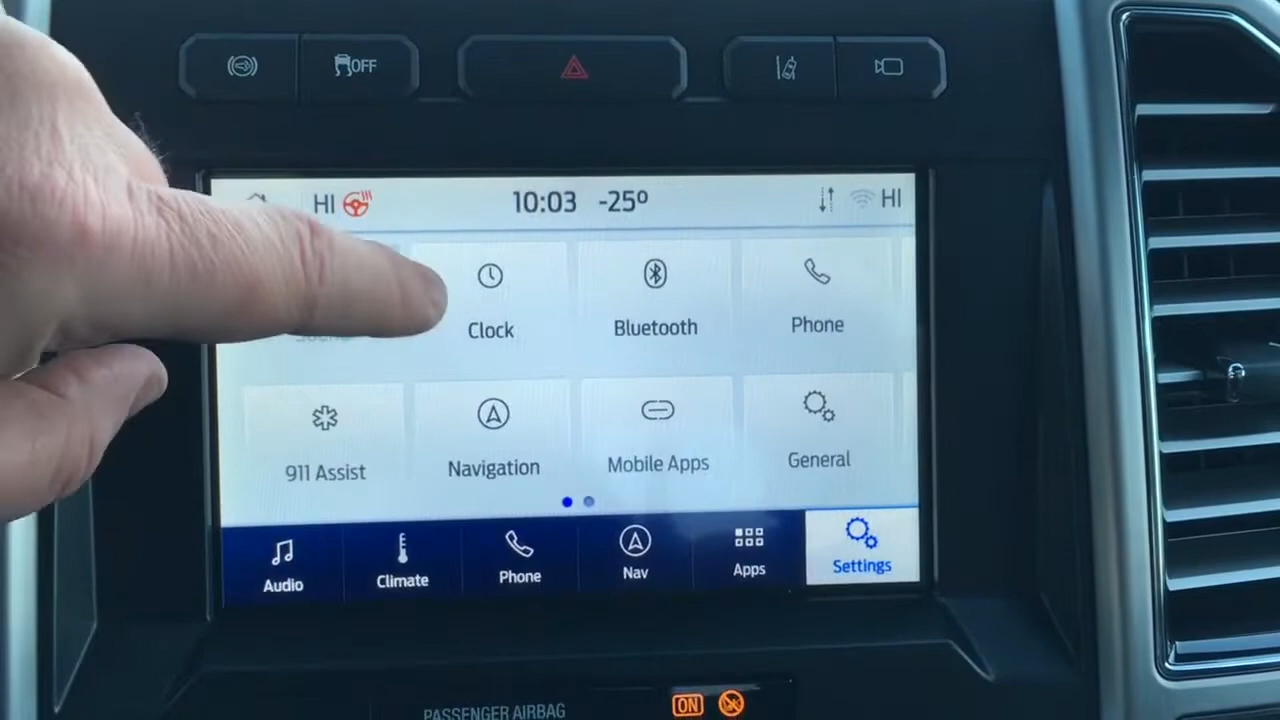 OFF
HI 10:03 -25º HI
Clock Bluetooth Phone
911 Assist Navigation Mobile Apps General
Audio Climate Phone Nav Apps Settings
PASSENGER AIRBAG ON